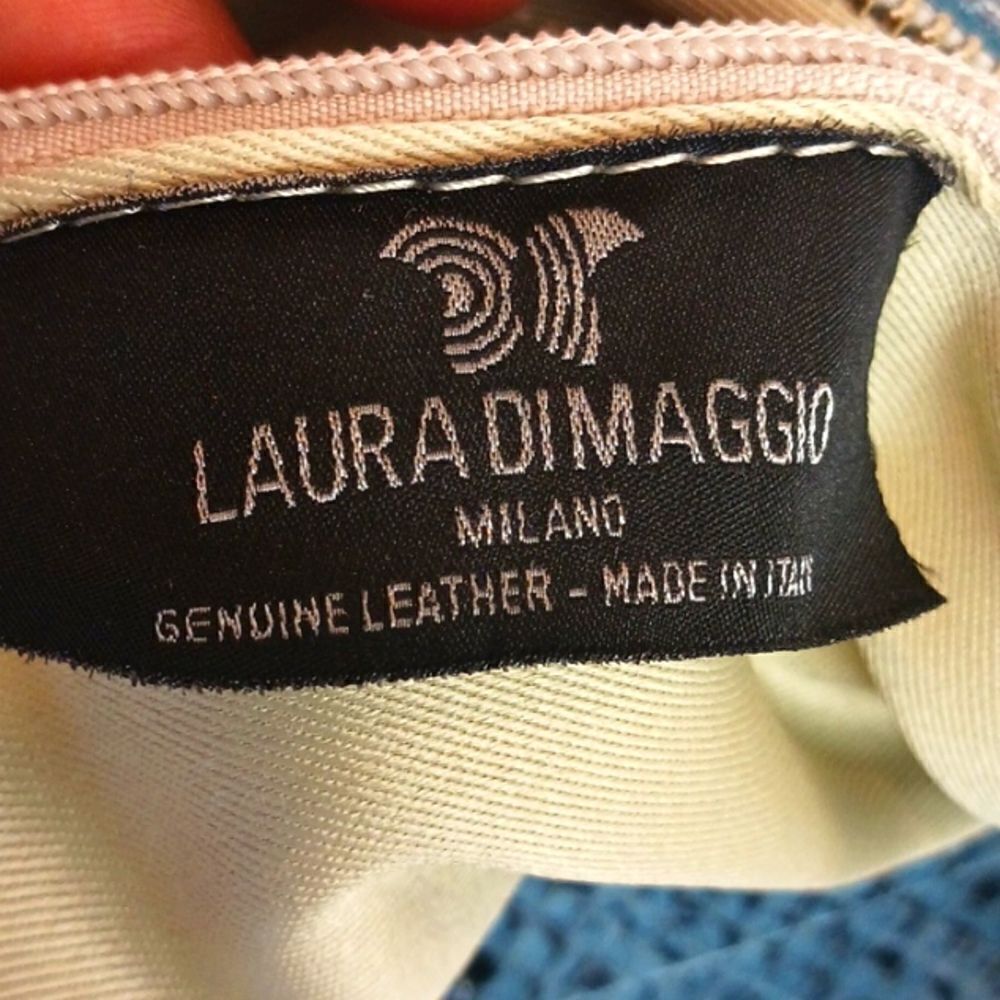 LAURA DI MAGGIO
MILANO
GENUINE LEATHER - MADE IN ITALY